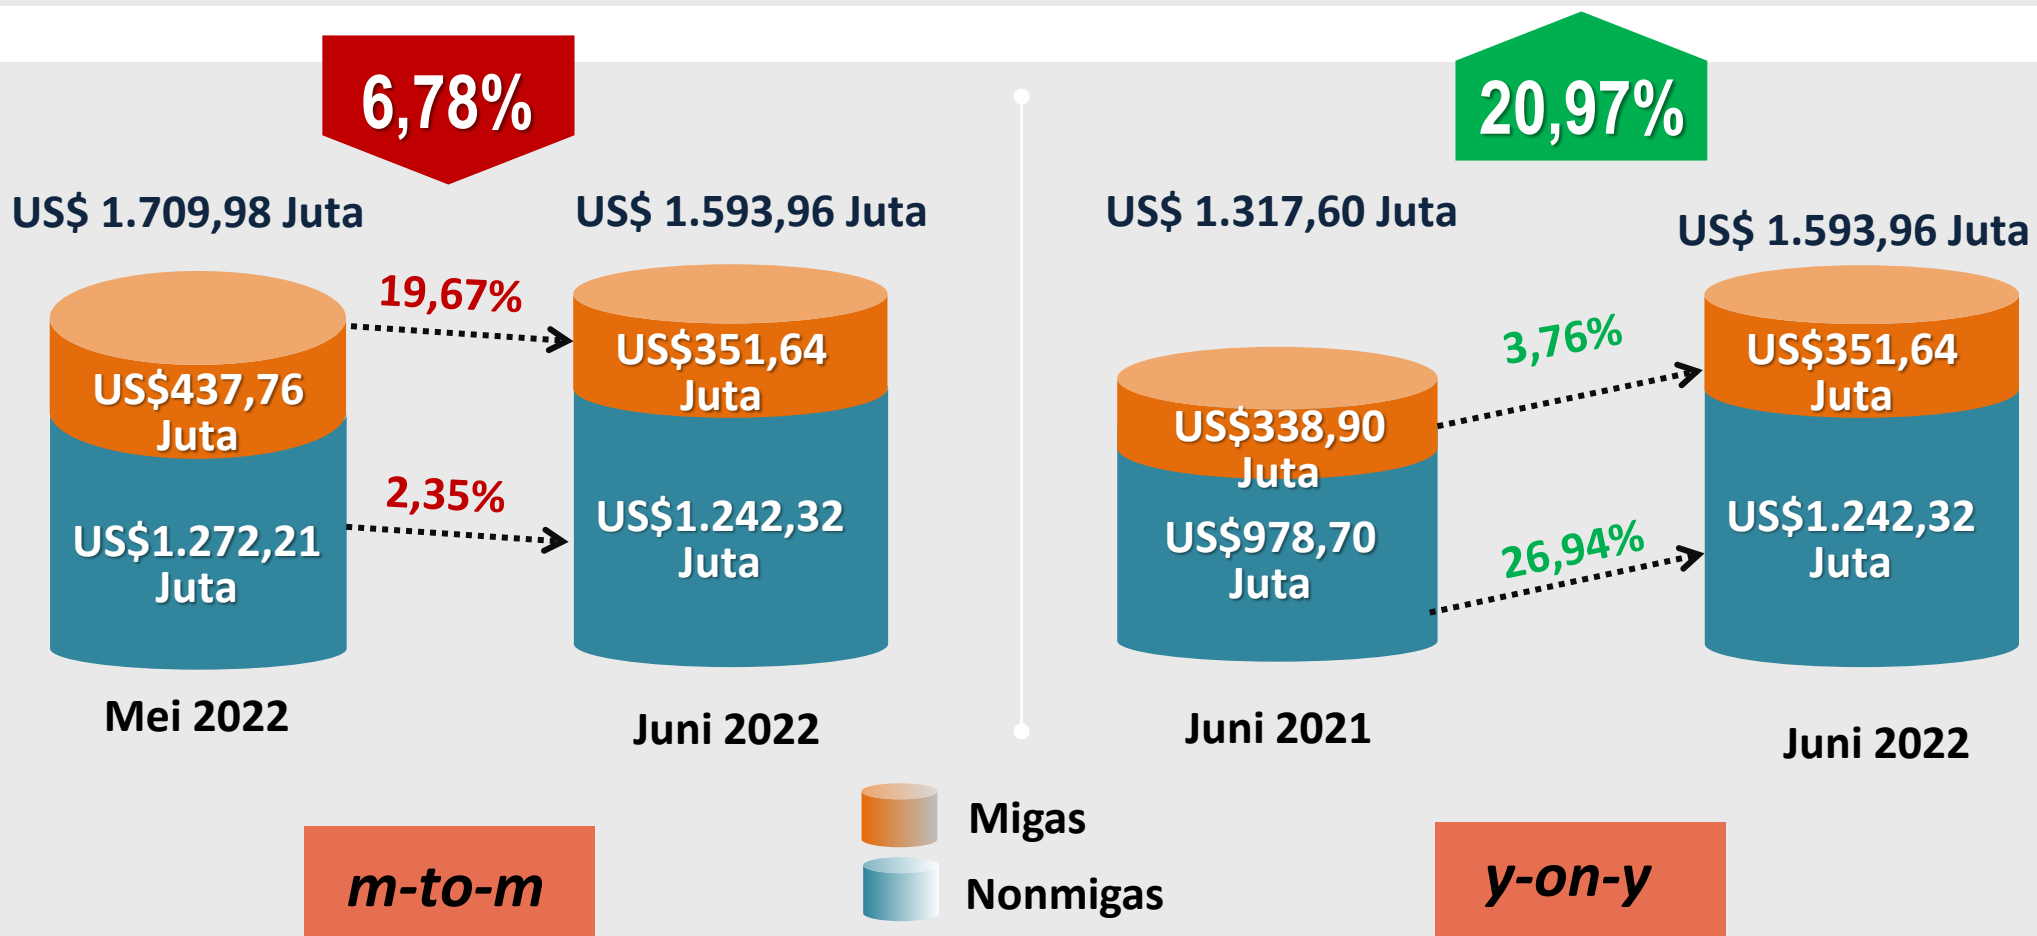 6,78%
US$ 1.709,98 Juta
US$ 1.593,96 Juta
19,67%
US$437,76
Juta
US$351,64
Juta
2,35%
US$1.272,21
Juta
US$1.242,32
Juta
Mei 2022
Juni 2022
m-to-m
20,97%
US$ 1.317,60 Juta
US$ 1.593,96 Juta
3,76%
US$338,90
Juta
US$351,64
Juta
26,94%
US$978,70
Juta
US$1.242,32
Juta
Juni 2021
Juni 2022
y-on-y
Migas
Nonmigas